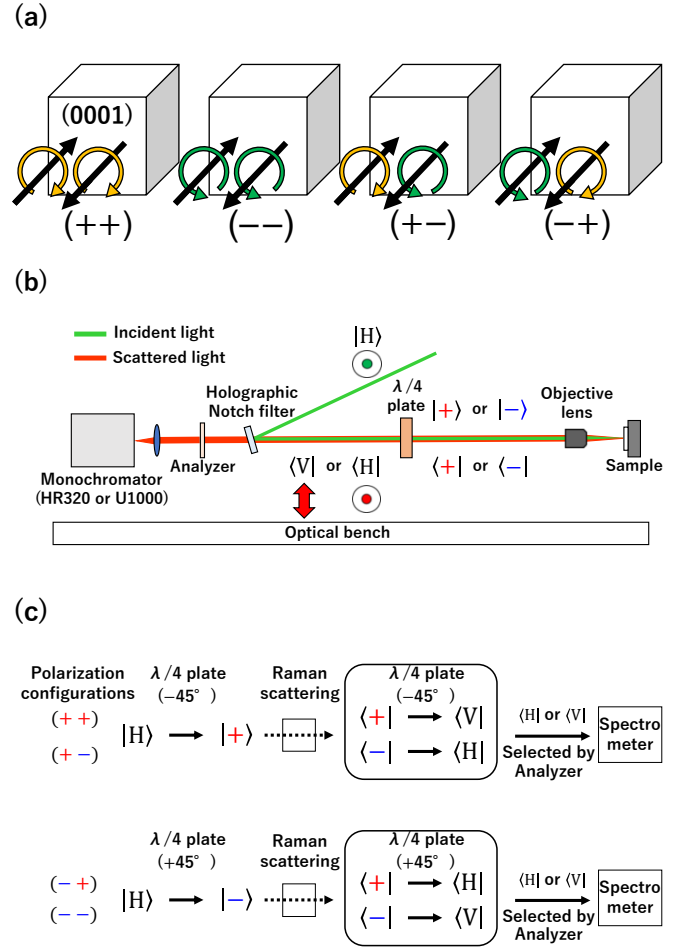 (a)
(0001)
(++) (−−) (+−) (−+)
(b)
Incident light
Scattered light
|H⟩
Holographic
Notch filter
λ/4
plate
|+⟩ or |−⟩
Objective
lens
Monochromator
(HR320 or U1000)
Analyzer
⟨V| or ⟨H|
⟨+| or ⟨−|
Sample
Optical bench
(c)
Polarization
configurations
λ/4 plate
(−45°)
Raman
scattering
λ/4 plate
(−45°)
(+ +)
(+ −)
|H⟩ |+⟩
⟨+| ⟨V|
⟨−| ⟨H|
⟨H| or ⟨V|
Selected by
Analyzer
Spectro
meter
λ/4 plate
(+45°)
Raman
scattering
λ/4 plate
(+45°)
(− +)
(− −)
|H⟩ |−⟩
⟨+| ⟨H|
⟨−| ⟨V|
⟨H| or ⟨V|
Selected by
Analyzer
Spectro
meter